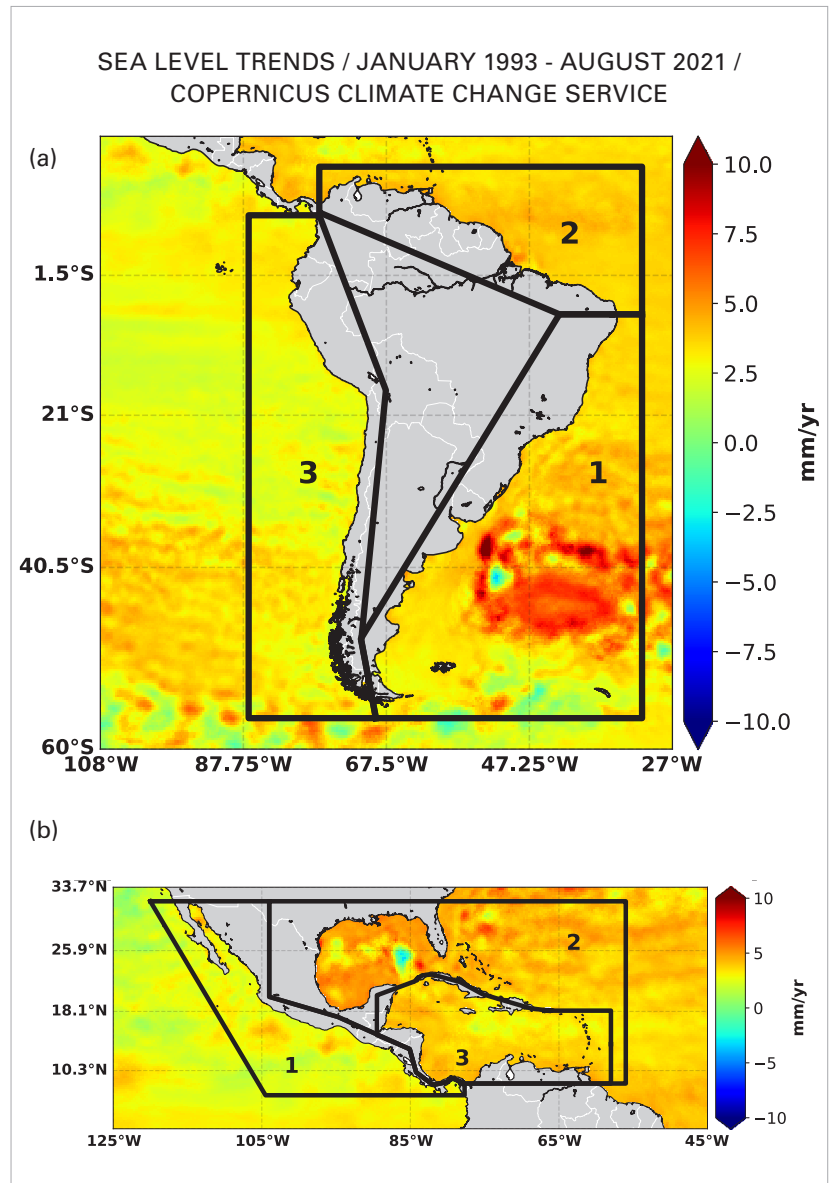 SEA LEVEL TRENDS / JANUARY 1993 - AUGUST 2021 /
COPERNICUS CLIMATE CHANGE SERVICE
(a)
10.0
7.5
2
5.0
1.5°S
2.5
21°S
0.0
mm/yr
3
1
−2.5
40.5°S
−5.0
−7.5
−10.0
60°S
108°W 87.75°W 67.5°W 47.25°W 27°W
(b)
33.7°N
10
2
25.9°N
5
18.1°N
0
mm/yr
1
3
10.3°N
−5
−10
125°W 105°W 85°W 65°W 45°W